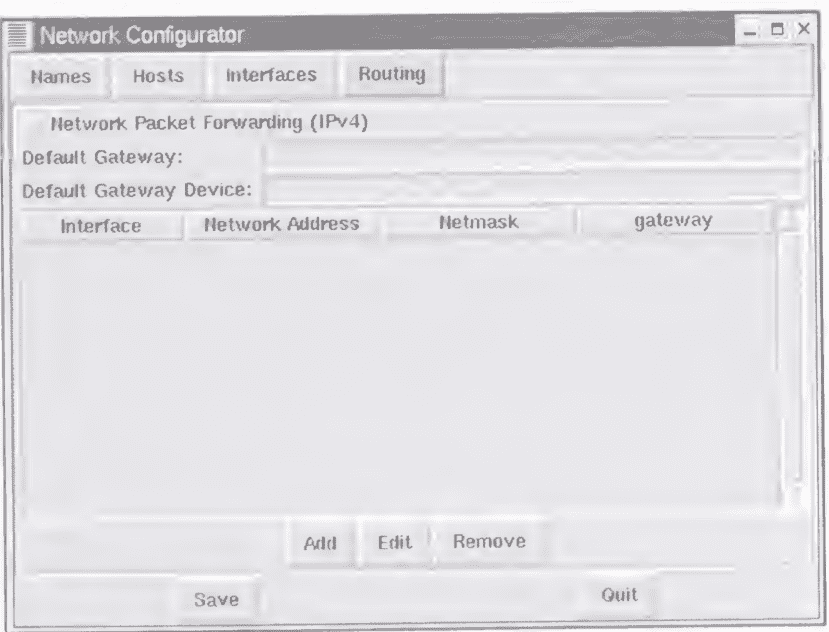 Network Configurator
Names Hosts Interfaces Routing
Network Packet Forwarding (IPv4)
Default Gateway:
Default Gateway Device:
Interface Network Address Netmask gateway
Add Edit Remove
Save Quit